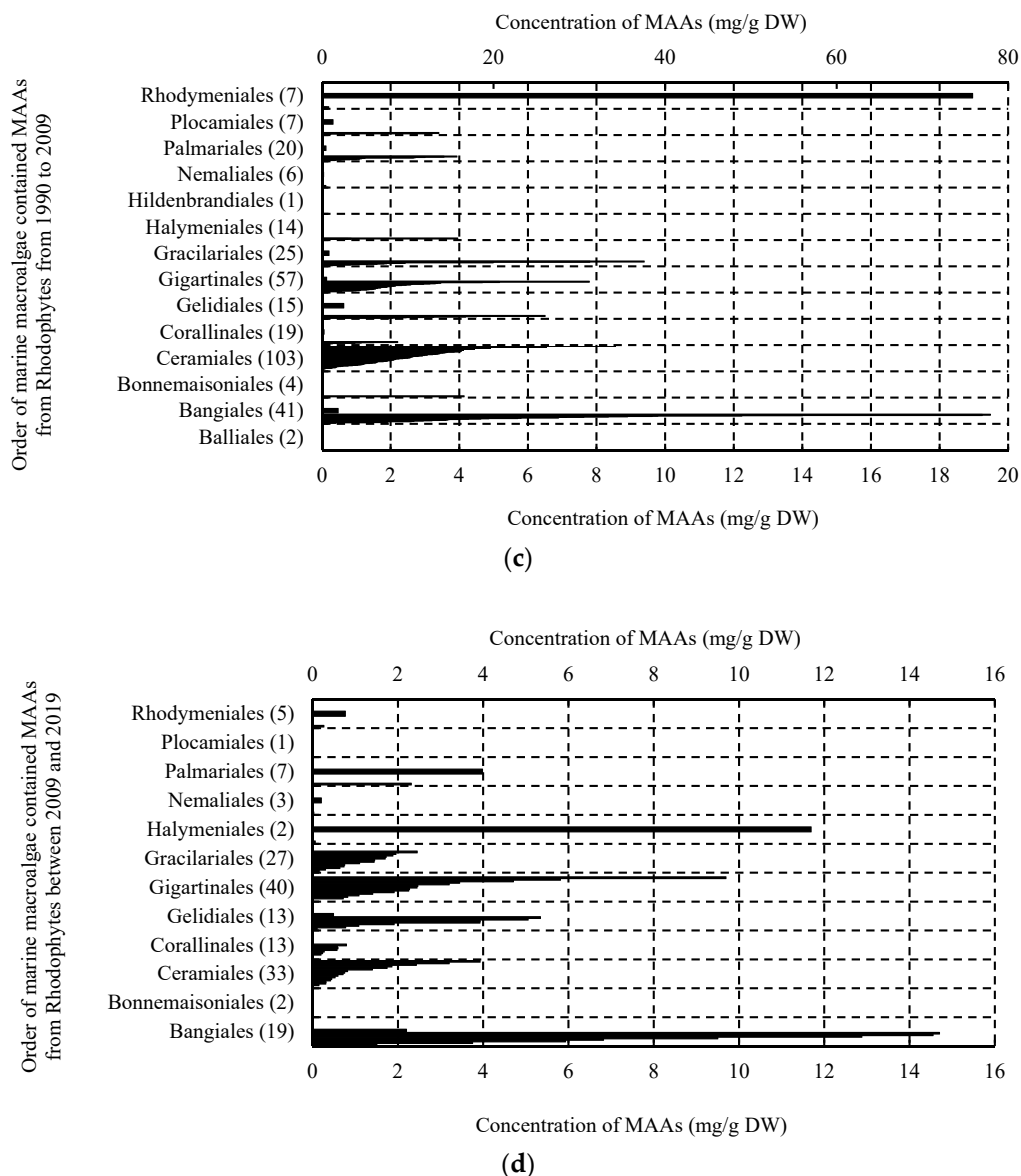 Concentration of MAAs (mg/g DW)
0 20 40 60 80
Order of marine macroalgae contained MAAs
from Rhodophytes from 1990 to 2009
Rhodymeniales (7)
Plocamiales (7)
Palmariales (20)
Nemaliales (6)
Hildenbrandiales (1)
Halymeniales (14)
Gracilariales (25)
Gigartinales (57)
Gelidiales (15)
Corallinales (19)
Ceramiales (103)
Bonnemaisoniales (4)
Bangiales (41)
Balliales (2)
0 2 4 6 8 10 12 14 16 18 20
Concentration of MAAs (mg/g DW)
(c)
Concentration of MAAs (mg/g DW)
0 2 4 6 8 10 12 14 16
Order of marine macroalgae contained MAAs
from Rhodophytes between 2009 and 2019
Rhodymeniales (5)
Plocamiales (1)
Palmariales (7)
Nemaliales (3)
Halymeniales (2)
Gracilariales (27)
Gigartinales (40)
Gelidiales (13)
Corallinales (13)
Ceramiales (33)
Bonnemaisoniales (2)
Bangiales (19)
0 2 4 6 8 10 12 14 16
Concentration of MAAs (mg/g DW)
(d)